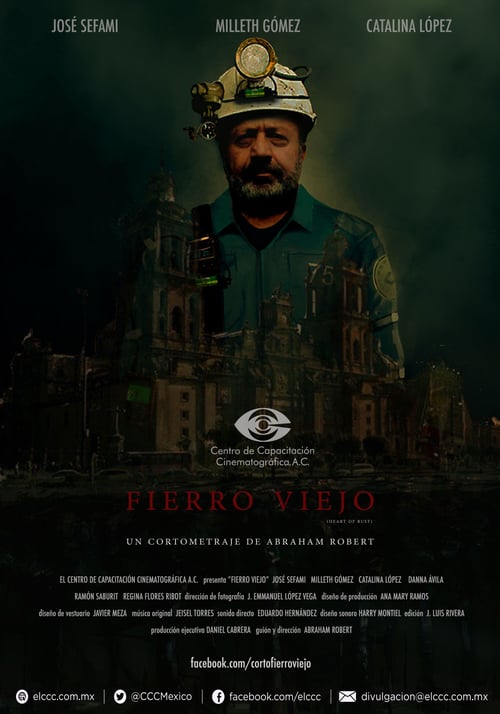 JOSÉ SEFAMI MILLETH GÓMEZ CATALINA LÓPEZ
75
Centro de Capacitación
Cinematográfica, A.C.
FIERRO VIEJO
(HEART OF RUST)
UN CORTOMETRAJE DE ABRAHAM ROBERT
EL CENTRO DE CAPACITACIÓN CINEMATOGRÁFICA A.C. presenta "FIERRO VIEJO" JOSÉ SEFAMI MILLETH GÓMEZ CATALINA LÓPEZ DANNA ÁVILA
RAMÓN SABURIT REGINA FLORES RIBOT dirección de fotografía J. EMMANUEL LÓPEZ VEGA diseño de producción ANA MARY RAMOS
diseño de vestuario JAVIER MEZA música original JEISEL TORRES sonido directo EDUARDO HERNÁNDEZ diseño sonoro HARRY MONTIEL edición J. LUIS RIVERA
producción ejecutiva DANIEL CABRERA guión y dirección ABRAHAM ROBERT
facebook.com/cortofierroviejo
elccc.com.mx | @CCCMexico | facebook.com/elccc | divulgacion@elccc.com.mx